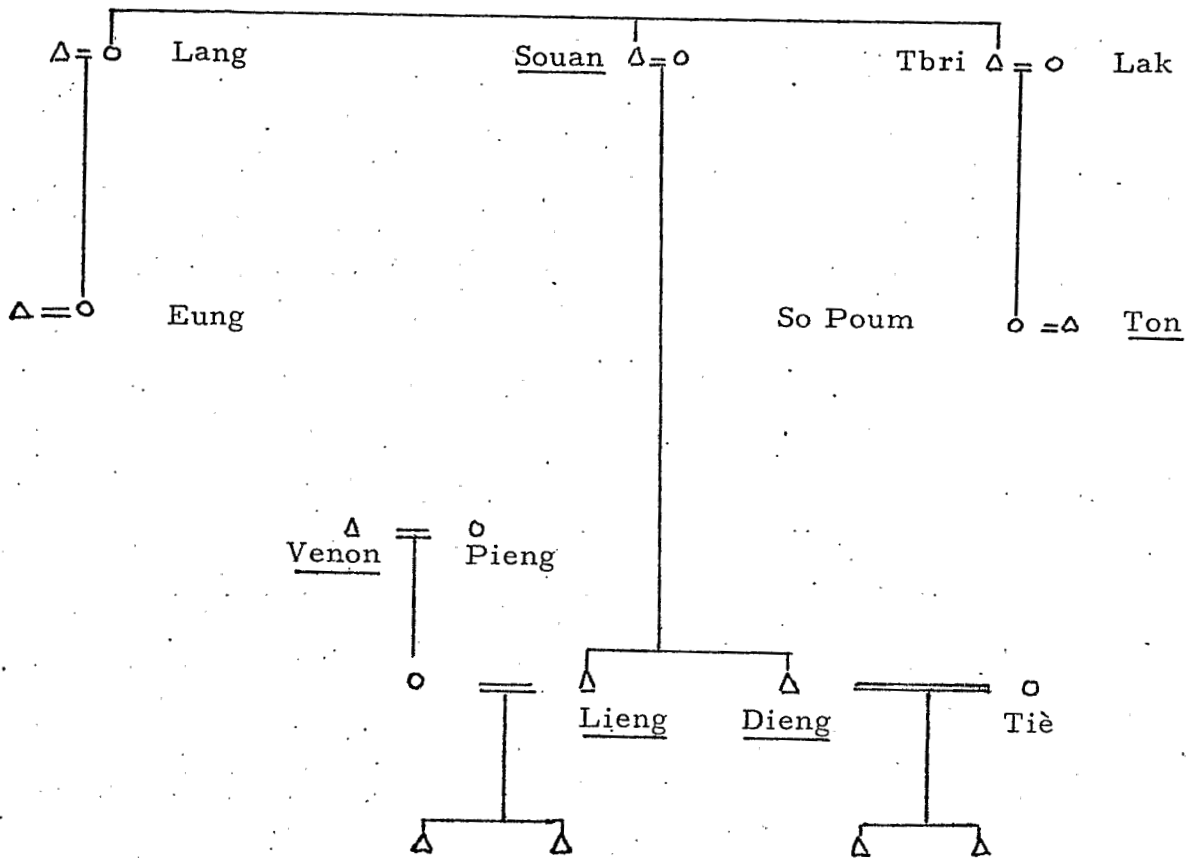 Lang Souan Tbri Lak
Eung So Poum Ton
Venon Pieng
Lieng Dieng Tiè